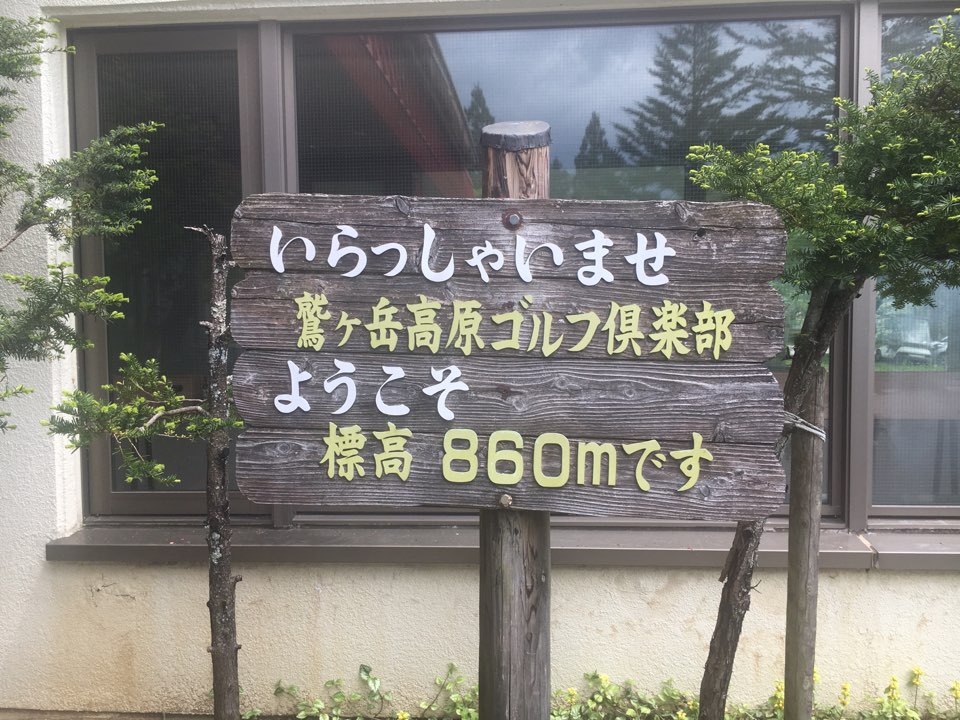 いらっしゃいませ
鷲ヶ岳高原ゴルフ倶楽部
ようこそ
標高 860mです